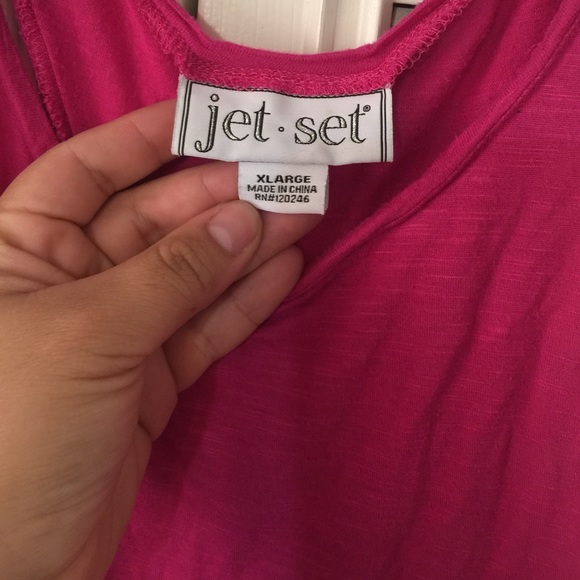 jet·set®
XLARGE
MADE IN CHINA
RN#120246